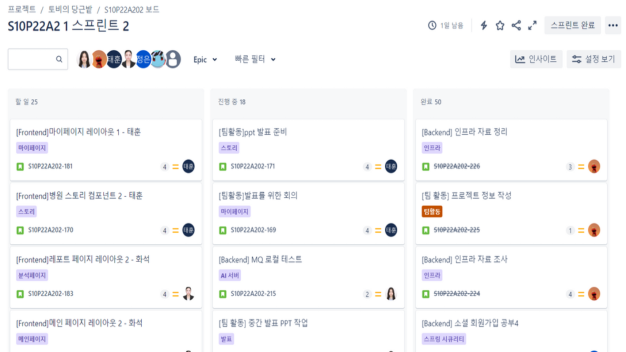 프로젝트 / 토비의 당근밭 / S10P22A202 보드
S10P22A2 1 스프린트 2
1일 남음
스프린트 완료
태훈
Epic
빠른 필터
인사이트
설정 보기
할 일 25
[Frontend]마이페이지 레이아웃 1 - 태훈
마이페이지
S10P22A202-181
4
태훈
[Frontend]병원 스토리 컴포넌트 2 - 태훈
스토리
S10P22A202-170
4
태훈
[Frontend]레포트 페이지 레이아웃 2 - 화석
분석페이지
S10P22A202-183
4
[Frontend]메인 페이지 레이아웃 2 - 화석
메인페이지
진행 중 18
[팀활동]ppt 발표 준비
스토리
S10P22A202-171
4
태훈
[팀활동]발표를 위한 회의
마이페이지
S10P22A202-169
4
태훈
[Backend] MQ 로컬 테스트
AI 서버
S10P22A202-215
2
[팀 활동] 중간 발표 PPT 작업
발표
완료 50
[Backend] 인프라 자료 정리
인프라
S10P22A202-226
3
[팀 활동] 프로젝트 정보 작성
팀활동
S10P22A202-225
1
[Backend] 인프라 자료 조사
인프라
S10P22A202-224
4
[Backend] 소셜 회원가입 공부4
스프링 시큐리티